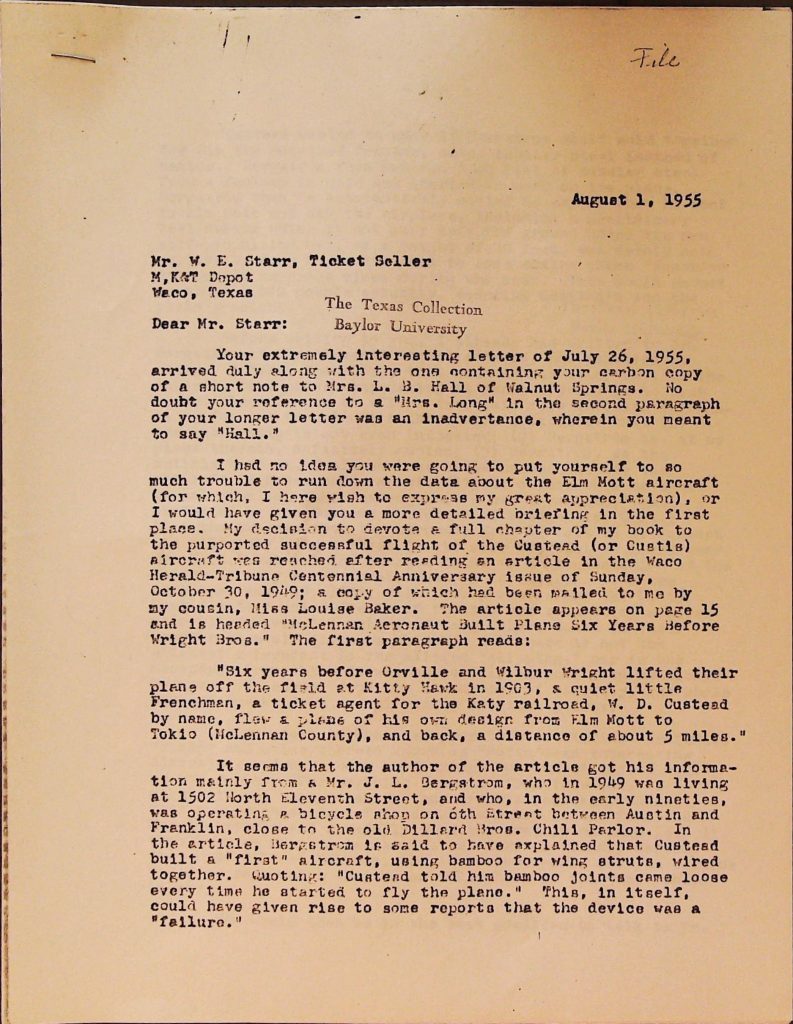 File
August 1, 1955
Mr. W. E. Starr, Ticket Seller
M,K&T Depot
Waco, Texas
The Texas Collection
Baylor University
Dear Mr. Starr:
Your extremely interesting letter of July 26, 1955,
arrived duly along with the one containing your carbon copy
of a short note to Mrs. L. B. Hall of Walnut Springs. No
doubt your reference to a "Mrs. Long" in the second paragraph
of your longer letter was an inadvertance, wherein you meant
to say "Hall."
I had no idea you were going to put yourself to so
much trouble to run down the data about the Elm Mott aircraft
(for which, I here wish to express my great appreciation), or
I would have given you a more detailed briefing in the first
place. My decision to devote a full chapter of my book to
the purported successful flight of the Custead (or Custis)
aircraft was reached after reading an article in the Waco
Herald-Tribune Centennial Anniversary issue of Sunday,
October 30, 1949; a copy of which had been mailed to me by
my cousin, Miss Louise Baker. The article appears on page 15
and is headed "McLennan Aeronaut Built Plane Six Years Before
Wright Bros." The first paragraph reads:
"Six years before Orville and Wilbur Wright lifted their
plane off the field at Kitty Hawk in 1903, a quiet little
Frenchman, a ticket agent for the Katy railroad, W. D. Custead
by name, flew a plane of his own design from Elm Mott to
Tokio (McLennan County), and back, a distance of about 5 miles."
It seems that the author of the article got his informa-
tion mainly from a Mr. J. L. Bergstrom, who in 1949 was living
at 1502 North Eleventh Street, and who, in the early nineties,
was operating a bicycle shop on 6th Street between Austin and
Franklin, close to the old Dillard Bros. Chili Parlor. In
the article, Bergstrom is said to have explained that Custead
built a "first" aircraft, using bamboo for wing struts, wired
together. Quoting: "Custead told him bamboo joints came loose
every time he started to fly the plane." This, in itself,
could have given rise to some reports that the device was a
"failure."